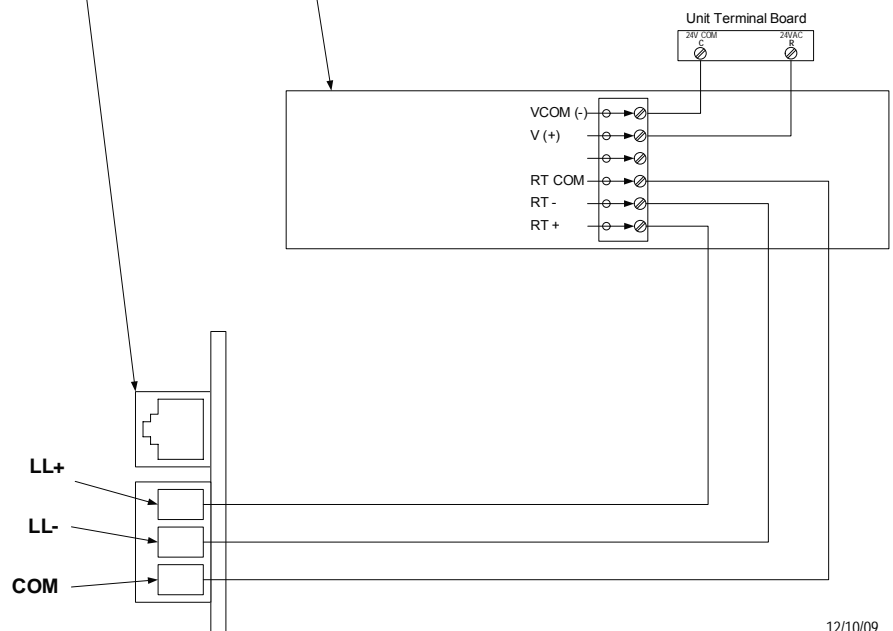 Unit Terminal Board
24V COM
C
24VAC
R
VCOM (-)
V (+)
RT COM
RT -
RT +
LL+
LL-
COM
12/10/09